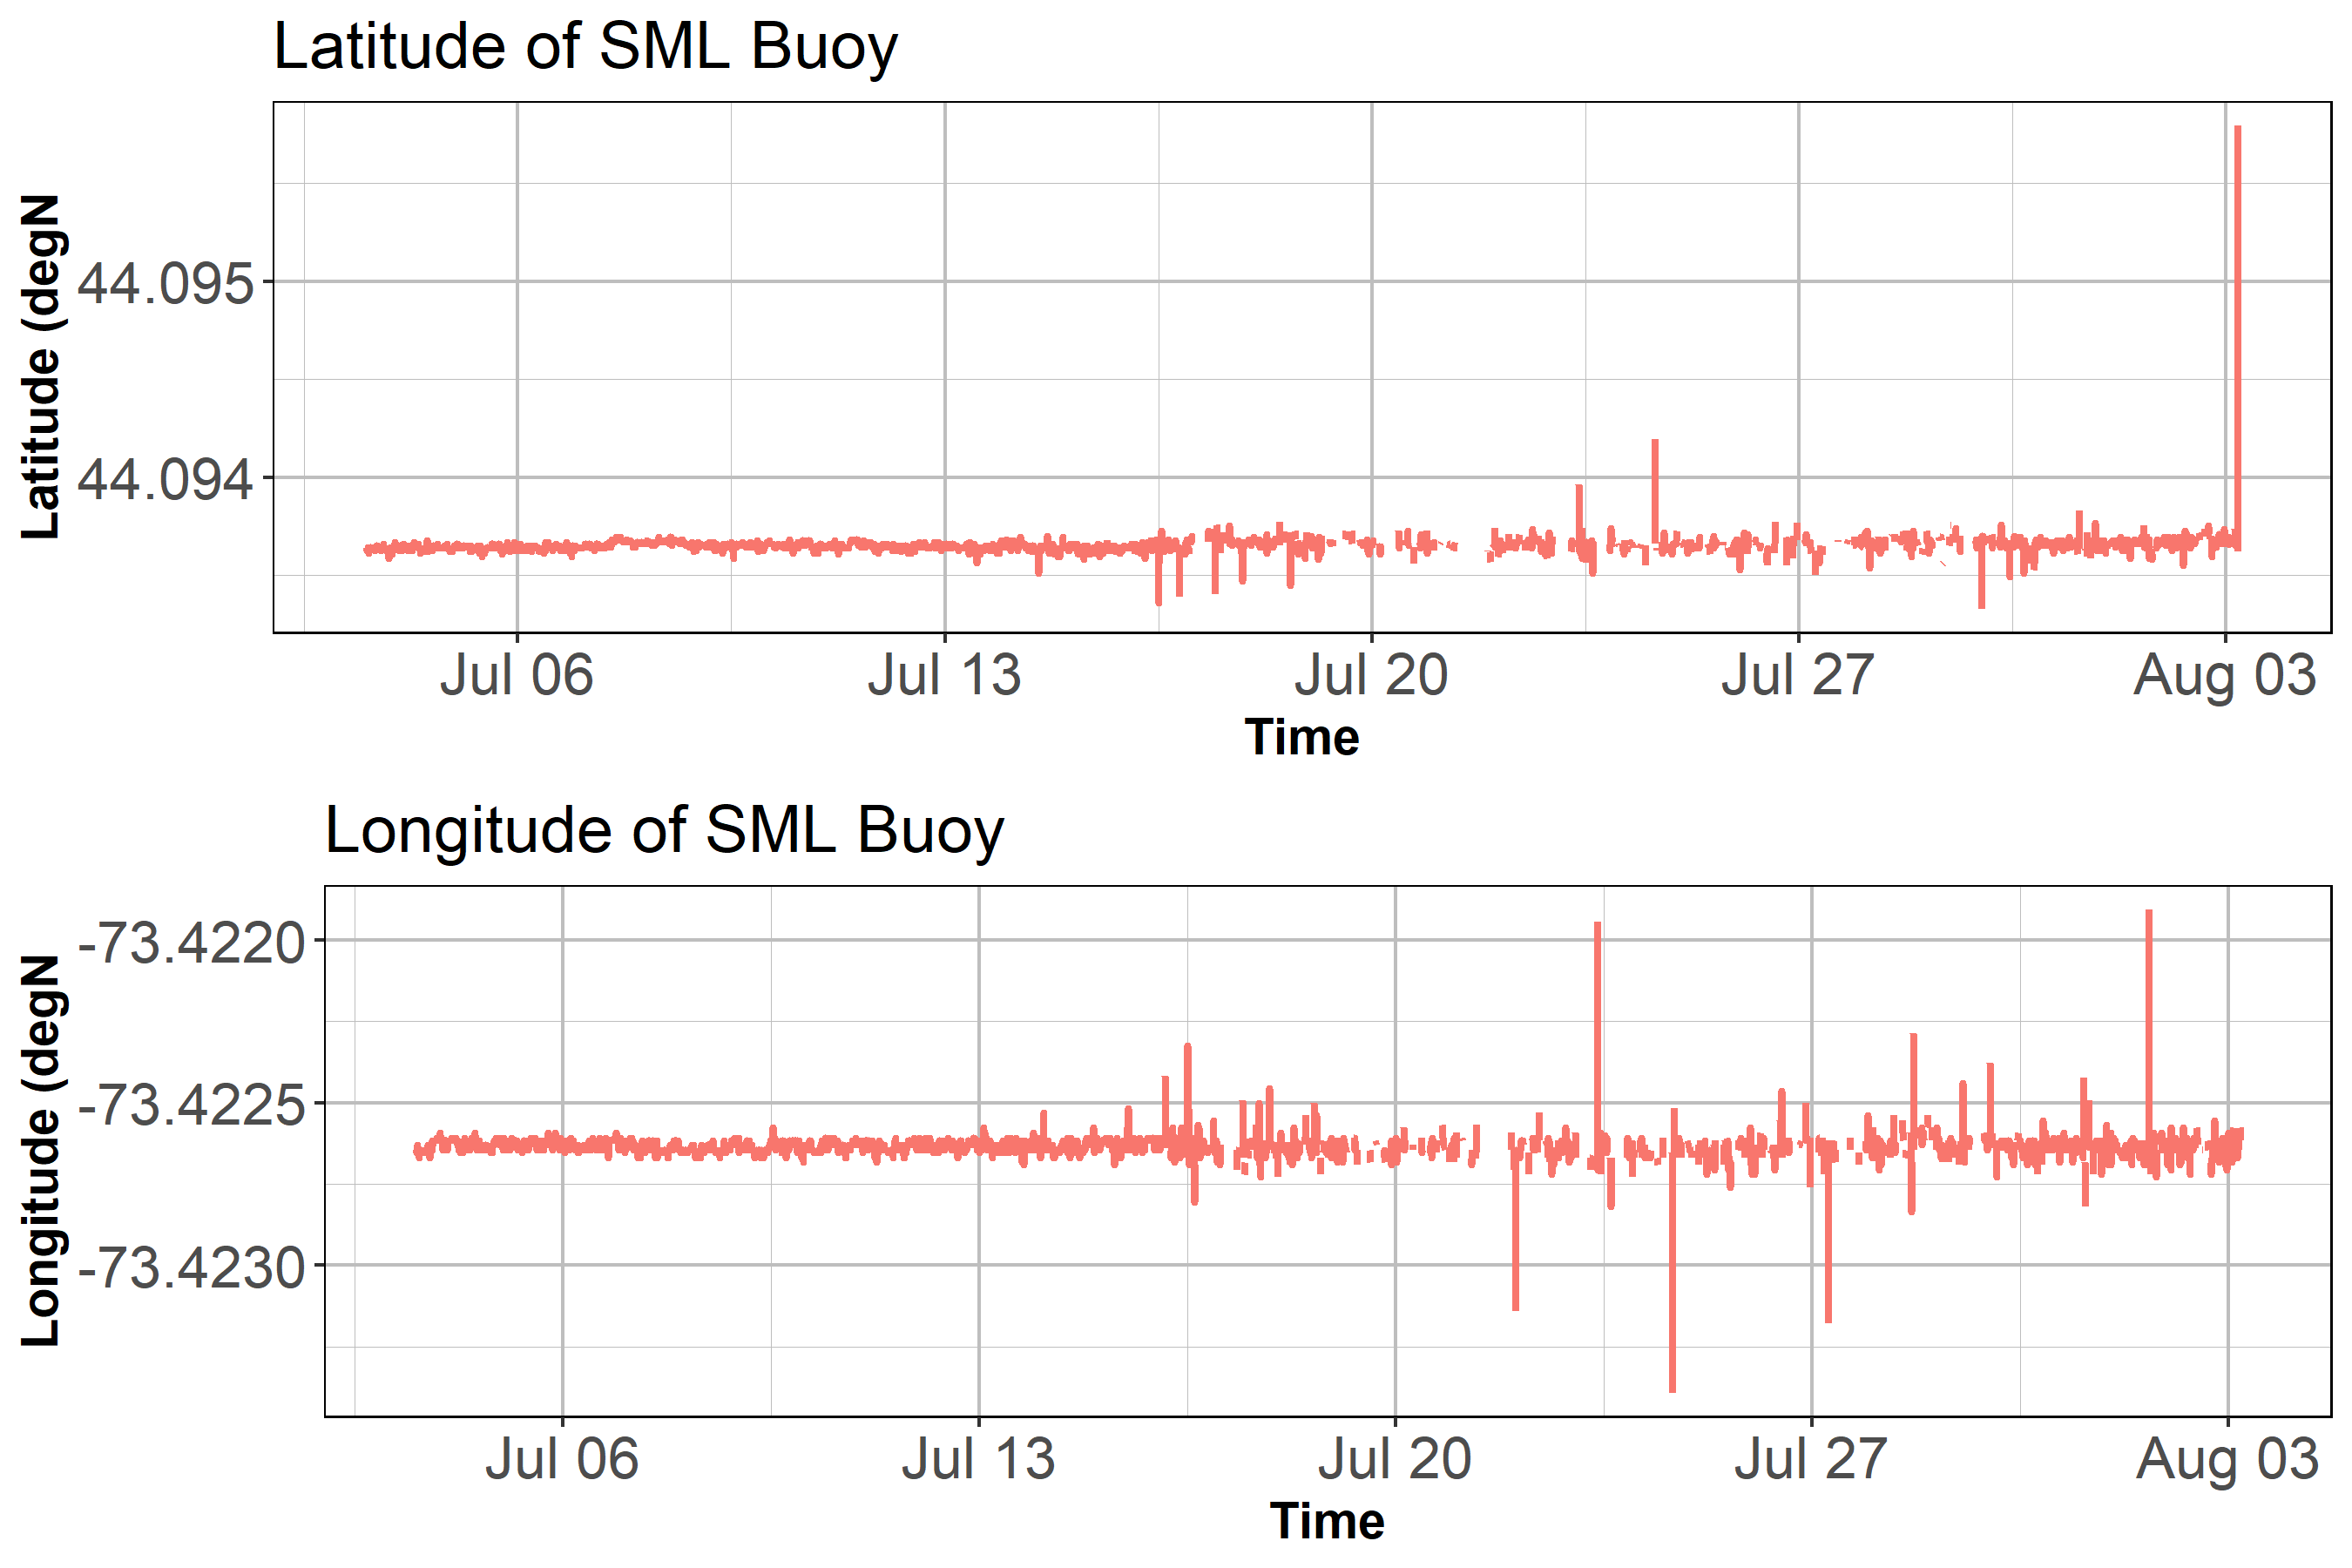 Latitude of SML Buoy
Latitude (degN
44.095
44.094
Jul 06 Jul 13 Jul 20 Jul 27 Aug 03
Time
Longitude of SML Buoy
Longitude (degN
-73.4220
-73.4225
-73.4230
Jul 06 Jul 13 Jul 20 Jul 27 Aug 03
Time